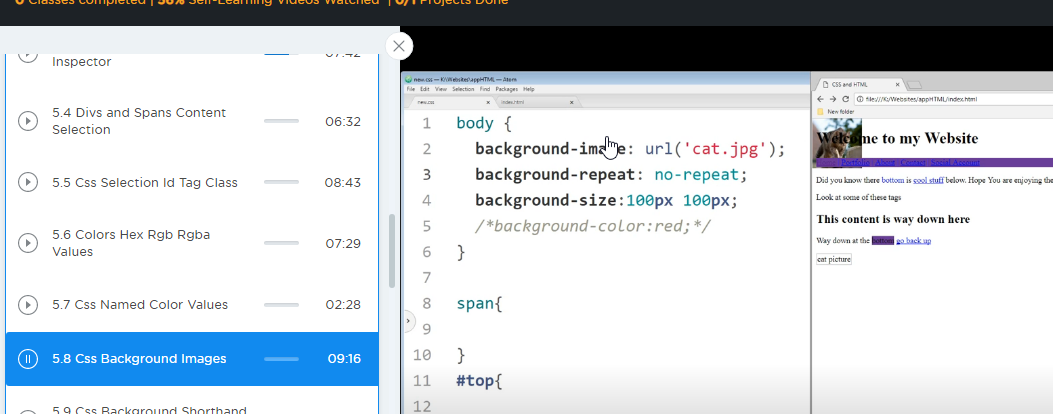 0 Classes completed | 56% Self-Learning Videos Watched | 0/1 Projects Done
Inspector
07:42
5.4 Divs and Spans Content
Selection
06:32
5.5 Css Selection Id Tag Class
08:43
5.6 Colors Hex Rgb Rgba
Values
07:29
5.7 Css Named Color Values
02:28
5.8 Css Background Images
09:16
5.9 Css Background Shorthand
new.css — K:\Websites\appHTML — Atom
File Edit View Selection Find Packages Help
new.css
index.html
1 body {
2 background-image: url('cat.jpg');
3 background-repeat: no-repeat;
4 background-size:100px 100px;
5 /*background-color:red;*/
6 }
7
8 span{
9
10 }
11 #top{
12
CSS and HTML
file:///K:/Websites/appHTML/index.html
New folder
Welcome to my Website
Portfolio | About | Contact | Social Account
Did you know there bottom is cool stuff below. Hope You are enjoying the
Look at some of these tags
This content is way down here
Way down at the bottom go back up
cat picture